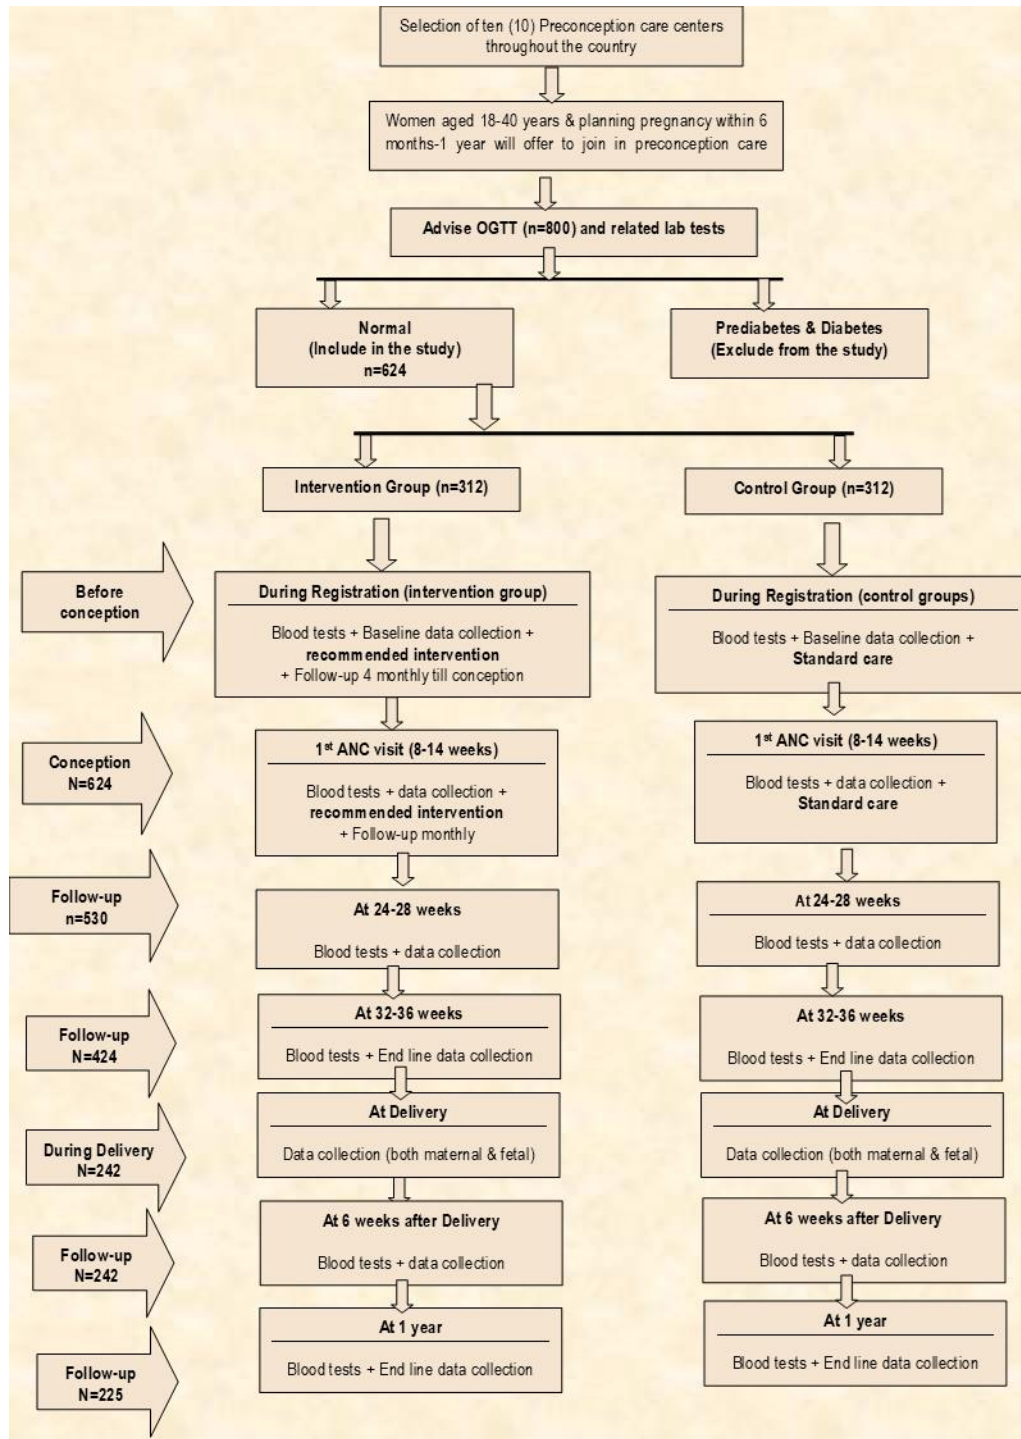 Selection of ten (10) Preconception care centers
throughout the country
Women aged 18-40 years & planning pregnancy within 6
months-1 year will offer to join in preconception care
Advise OGTT (n=800) and related lab tests
Normal
(Include in the study)
n=624
Prediabetes & Diabetes
(Exclude from the study)
Intervention Group (n=312)
Control Group (n=312)
Before
conception
During Registration (intervention group)
Blood tests + Baseline data collection +
recommended intervention
+ Follow-up 4 monthly till conception
During Registration (control groups)
Blood tests + Baseline data collection +
Standard care
Conception
N=624
1st ANC visit (8-14 weeks)
Blood tests + data collection +
recommended intervention
+ Follow-up monthly
1st ANC visit (8-14 weeks)
Blood tests + data collection +
Standard care
Follow-up
n=530
At 24-28 weeks
Blood tests + data collection
At 24-28 weeks
Blood tests + data collection
Follow-up
N=424
At 32-36 weeks
Blood tests + End line data collection
At 32-36 weeks
Blood tests + End line data collection
During Delivery
N=242
At Delivery
Data collection (both maternal & fetal)
At Delivery
Data collection (both maternal & fetal)
Follow-up
N=242
At 6 weeks after Delivery
Blood tests + data collection
At 6 weeks after Delivery
Blood tests + data collection
Follow-up
N=225
At 1 year
Blood tests + End line data collection
At 1 year
Blood tests + End line data collection